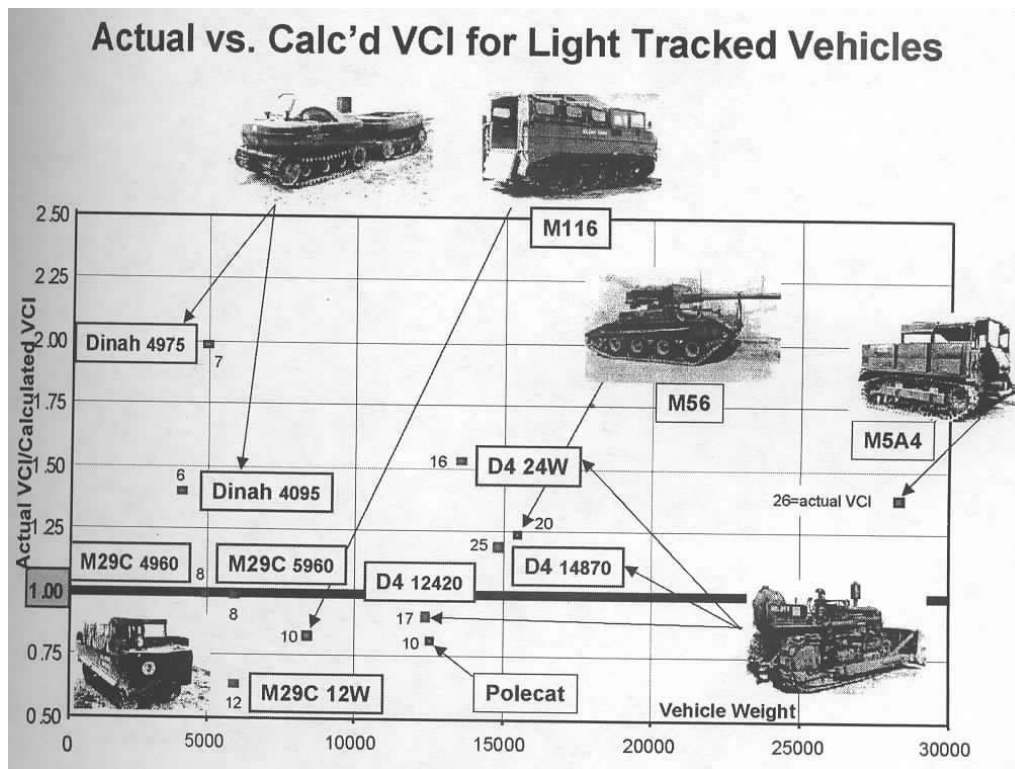 Actual vs. Calc'd VCI for Light Tracked Vehicles
Actual VCI/Calculated VCI
2.50
2.25
2.00
1.75
1.50
1.25
1.00
0.75
0.50
M116
Dinah 4975
7
M56
M5A4
16
D4 24W
6
Dinah 4095
26=actual VCI
20
25
D4 14870
M29C 4960
8
M29C 5960
D4 12420
8
17
10
10
M29C 12W
12
Polecat
Vehicle Weight
0
5000
10000
15000
20000
25000
30000